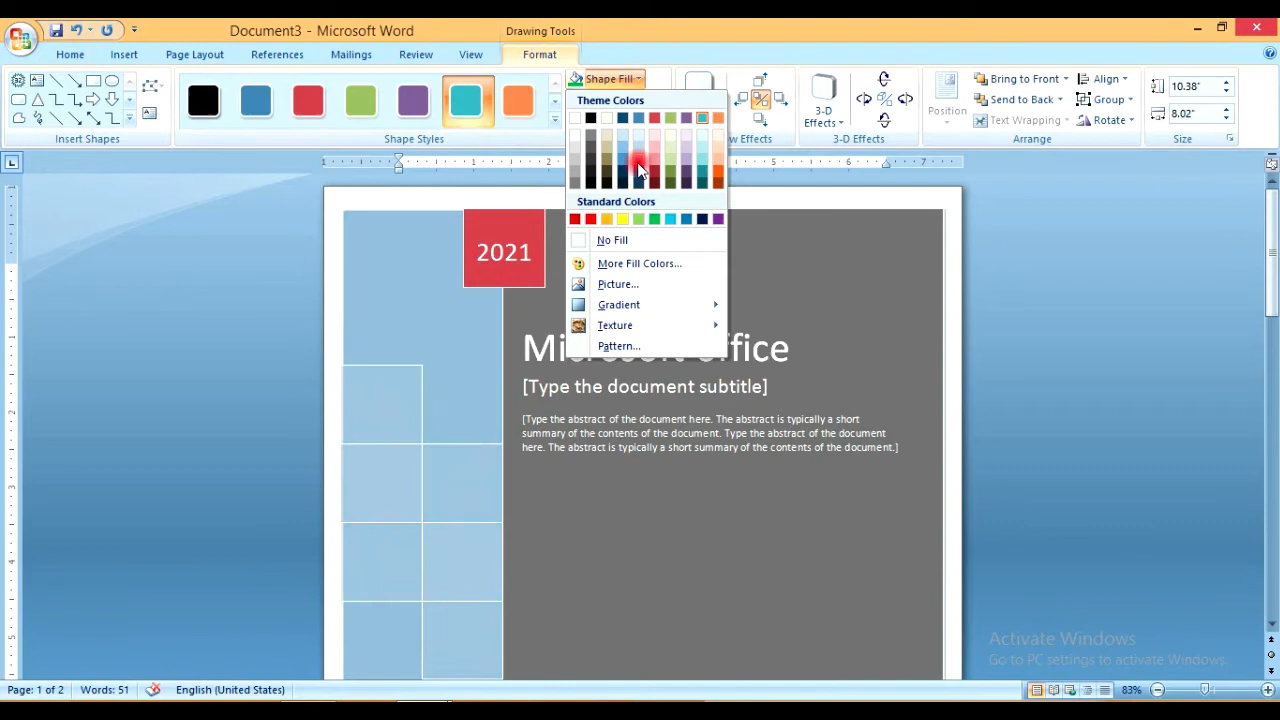 Document3 - Microsoft Word
Drawing Tools
Home Insert Page Layout References Mailings Review View Format
Shape Fill
Bring to Front
Align
10.38"
Send to Back
Group
3-D Effects
Position
Text Wrapping
Rotate
8.02"
Insert Shapes
Shape Styles
w Effects
3-D Effects
Arrange
Size
Theme Colors
Standard Colors
No Fill
More Fill Colors...
Picture...
Gradient
Texture
Pattern...
2021
[Type the document subtitle]
[Type the abstract of the document here. The abstract is typically a short
summary of the contents of the document. Type the abstract of the document
here. The abstract is typically a short summary of the contents of the document.]
Activate Windows
Go to PC settings to activate Windows.
Page: 1 of 2 Words: 51 English (United States) 83%